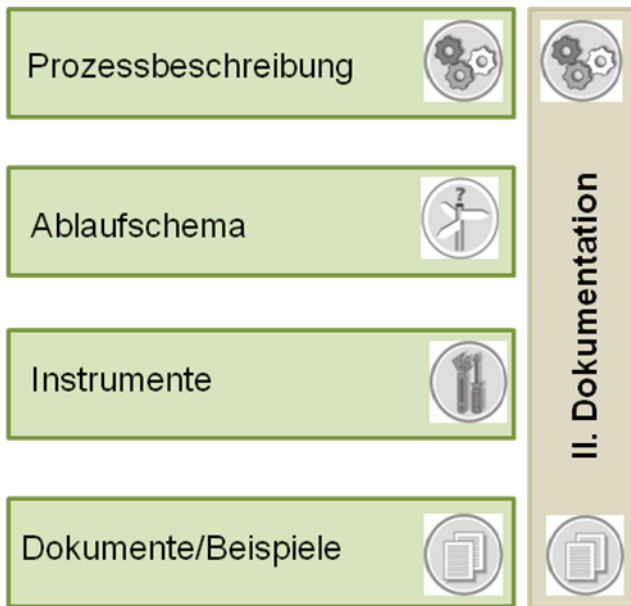 Prozessbeschreibung
?
Ablaufschema
Instrumente
Dokumente/Beispiele
II. Dokumentation